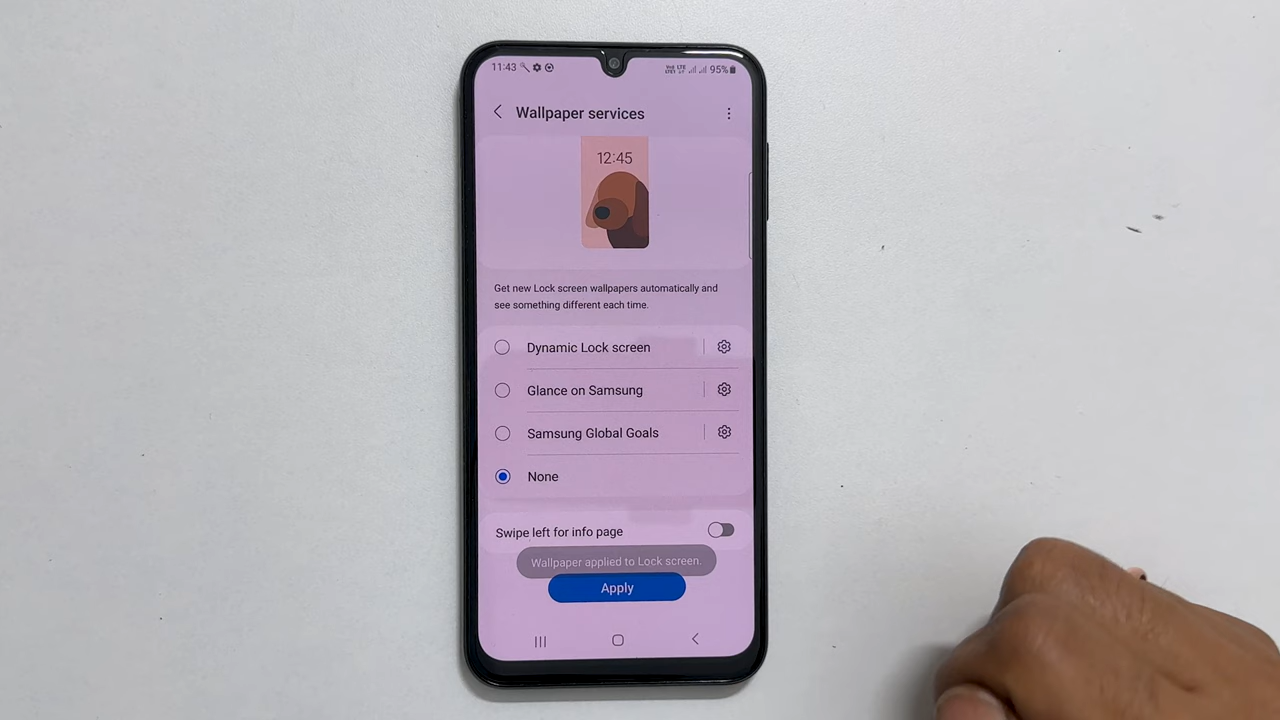 11:43
95%
Wallpaper services
12:45
Get new Lock screen wallpapers automatically and
see something different each time.
Dynamic Lock screen
Glance on Samsung
Samsung Global Goals
None
Swipe left for info page
Wallpaper applied to Lock screen.
Apply